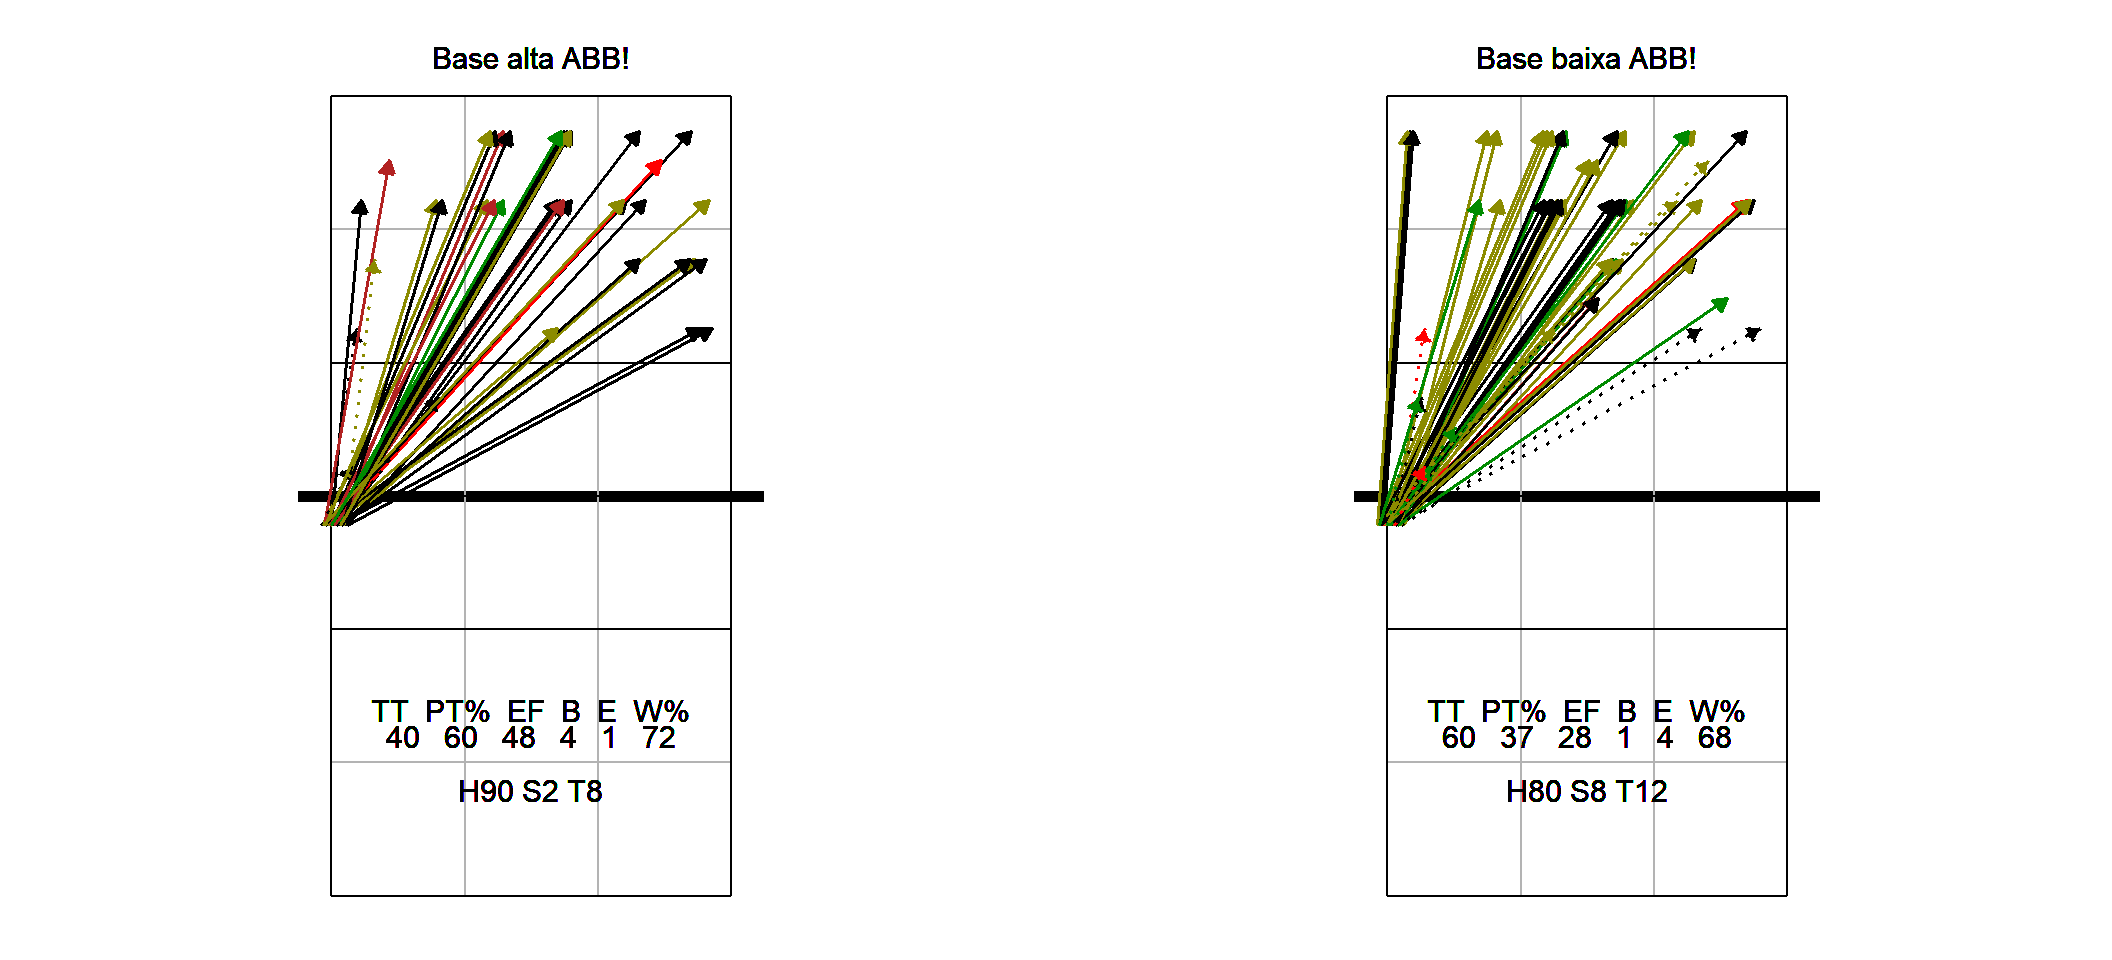 Base alta ABB!
TT PT% EF B E W%
40 60 48 4 1 72
H90 S2 T8
Base baixa ABB!
TT PT% EF B E W%
60 37 28 1 4 68
H80 S8 T12